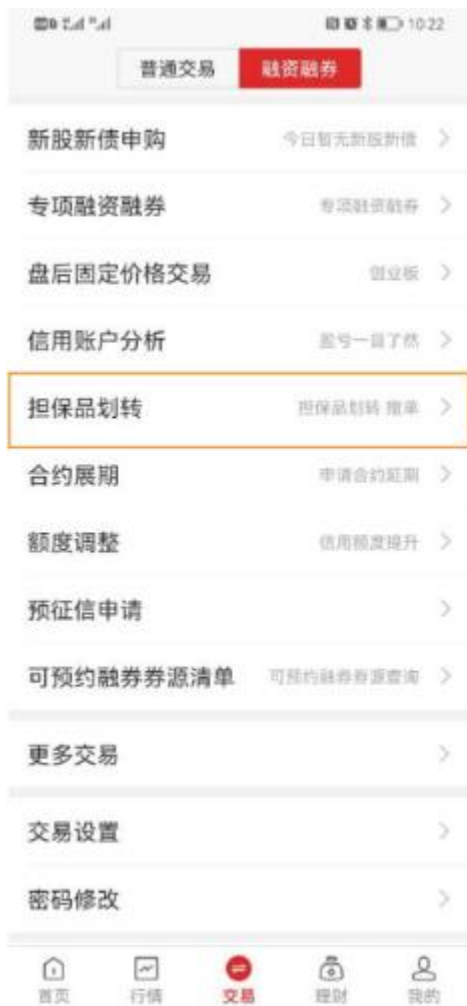 10:22
普通交易 融资融券
新股新债申购 今日暂无新股新债
专项融资融券 专项融资融券
盘后固定价格交易 创业板
信用账户分析 盈亏一目了然
担保品划转 担保品划转 撤单
合约展期 申请合约延期
额度调整 信用额度提升
预征信申请
可预约融券券源清单 可预约融券券源查询
更多交易
交易设置
密码修改
首页 行情 交易 理财 我的